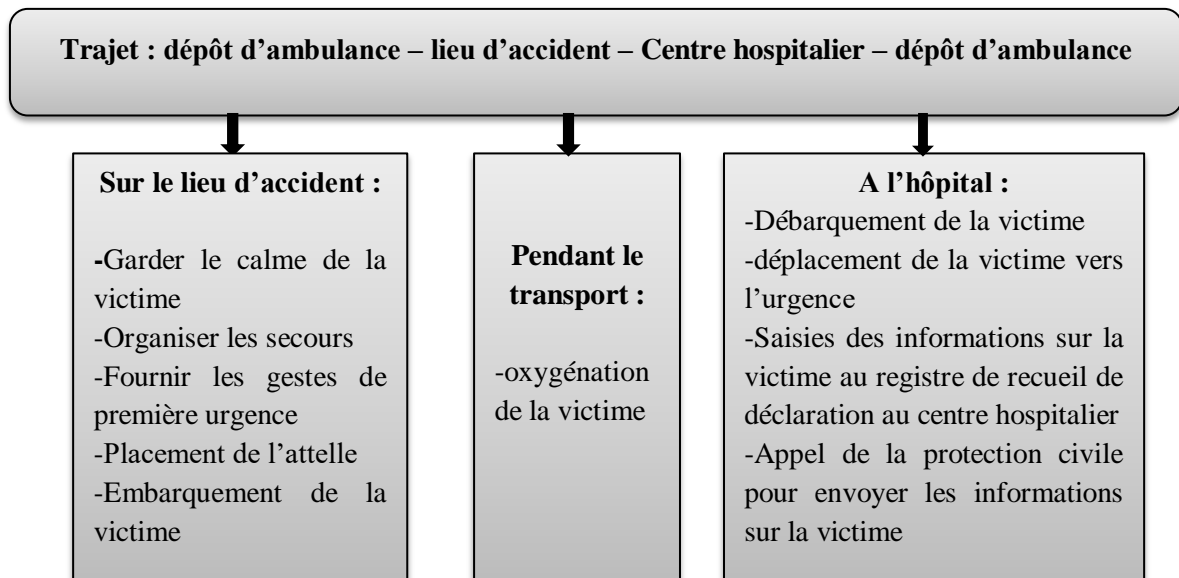 Trajet : dépôt d’ambulance – lieu d’accident – Centre hospitalier – dépôt d’ambulance
Sur le lieu d’accident :
-Garder le calme de la
victime
-Organiser les secours
-Fournir les gestes de
première urgence
-Placement de l’attelle
-Embarquement de la
victime
Pendant le
transport :
-oxygénation
de la victime
A l’hôpital :
-Débarquement de la victime
-déplacement de la victime vers
l’urgence
-Saisies des informations sur la
victime au registre de recueil de
déclaration au centre hospitalier
-Appel de la protection civile
pour envoyer les informations
sur la victime